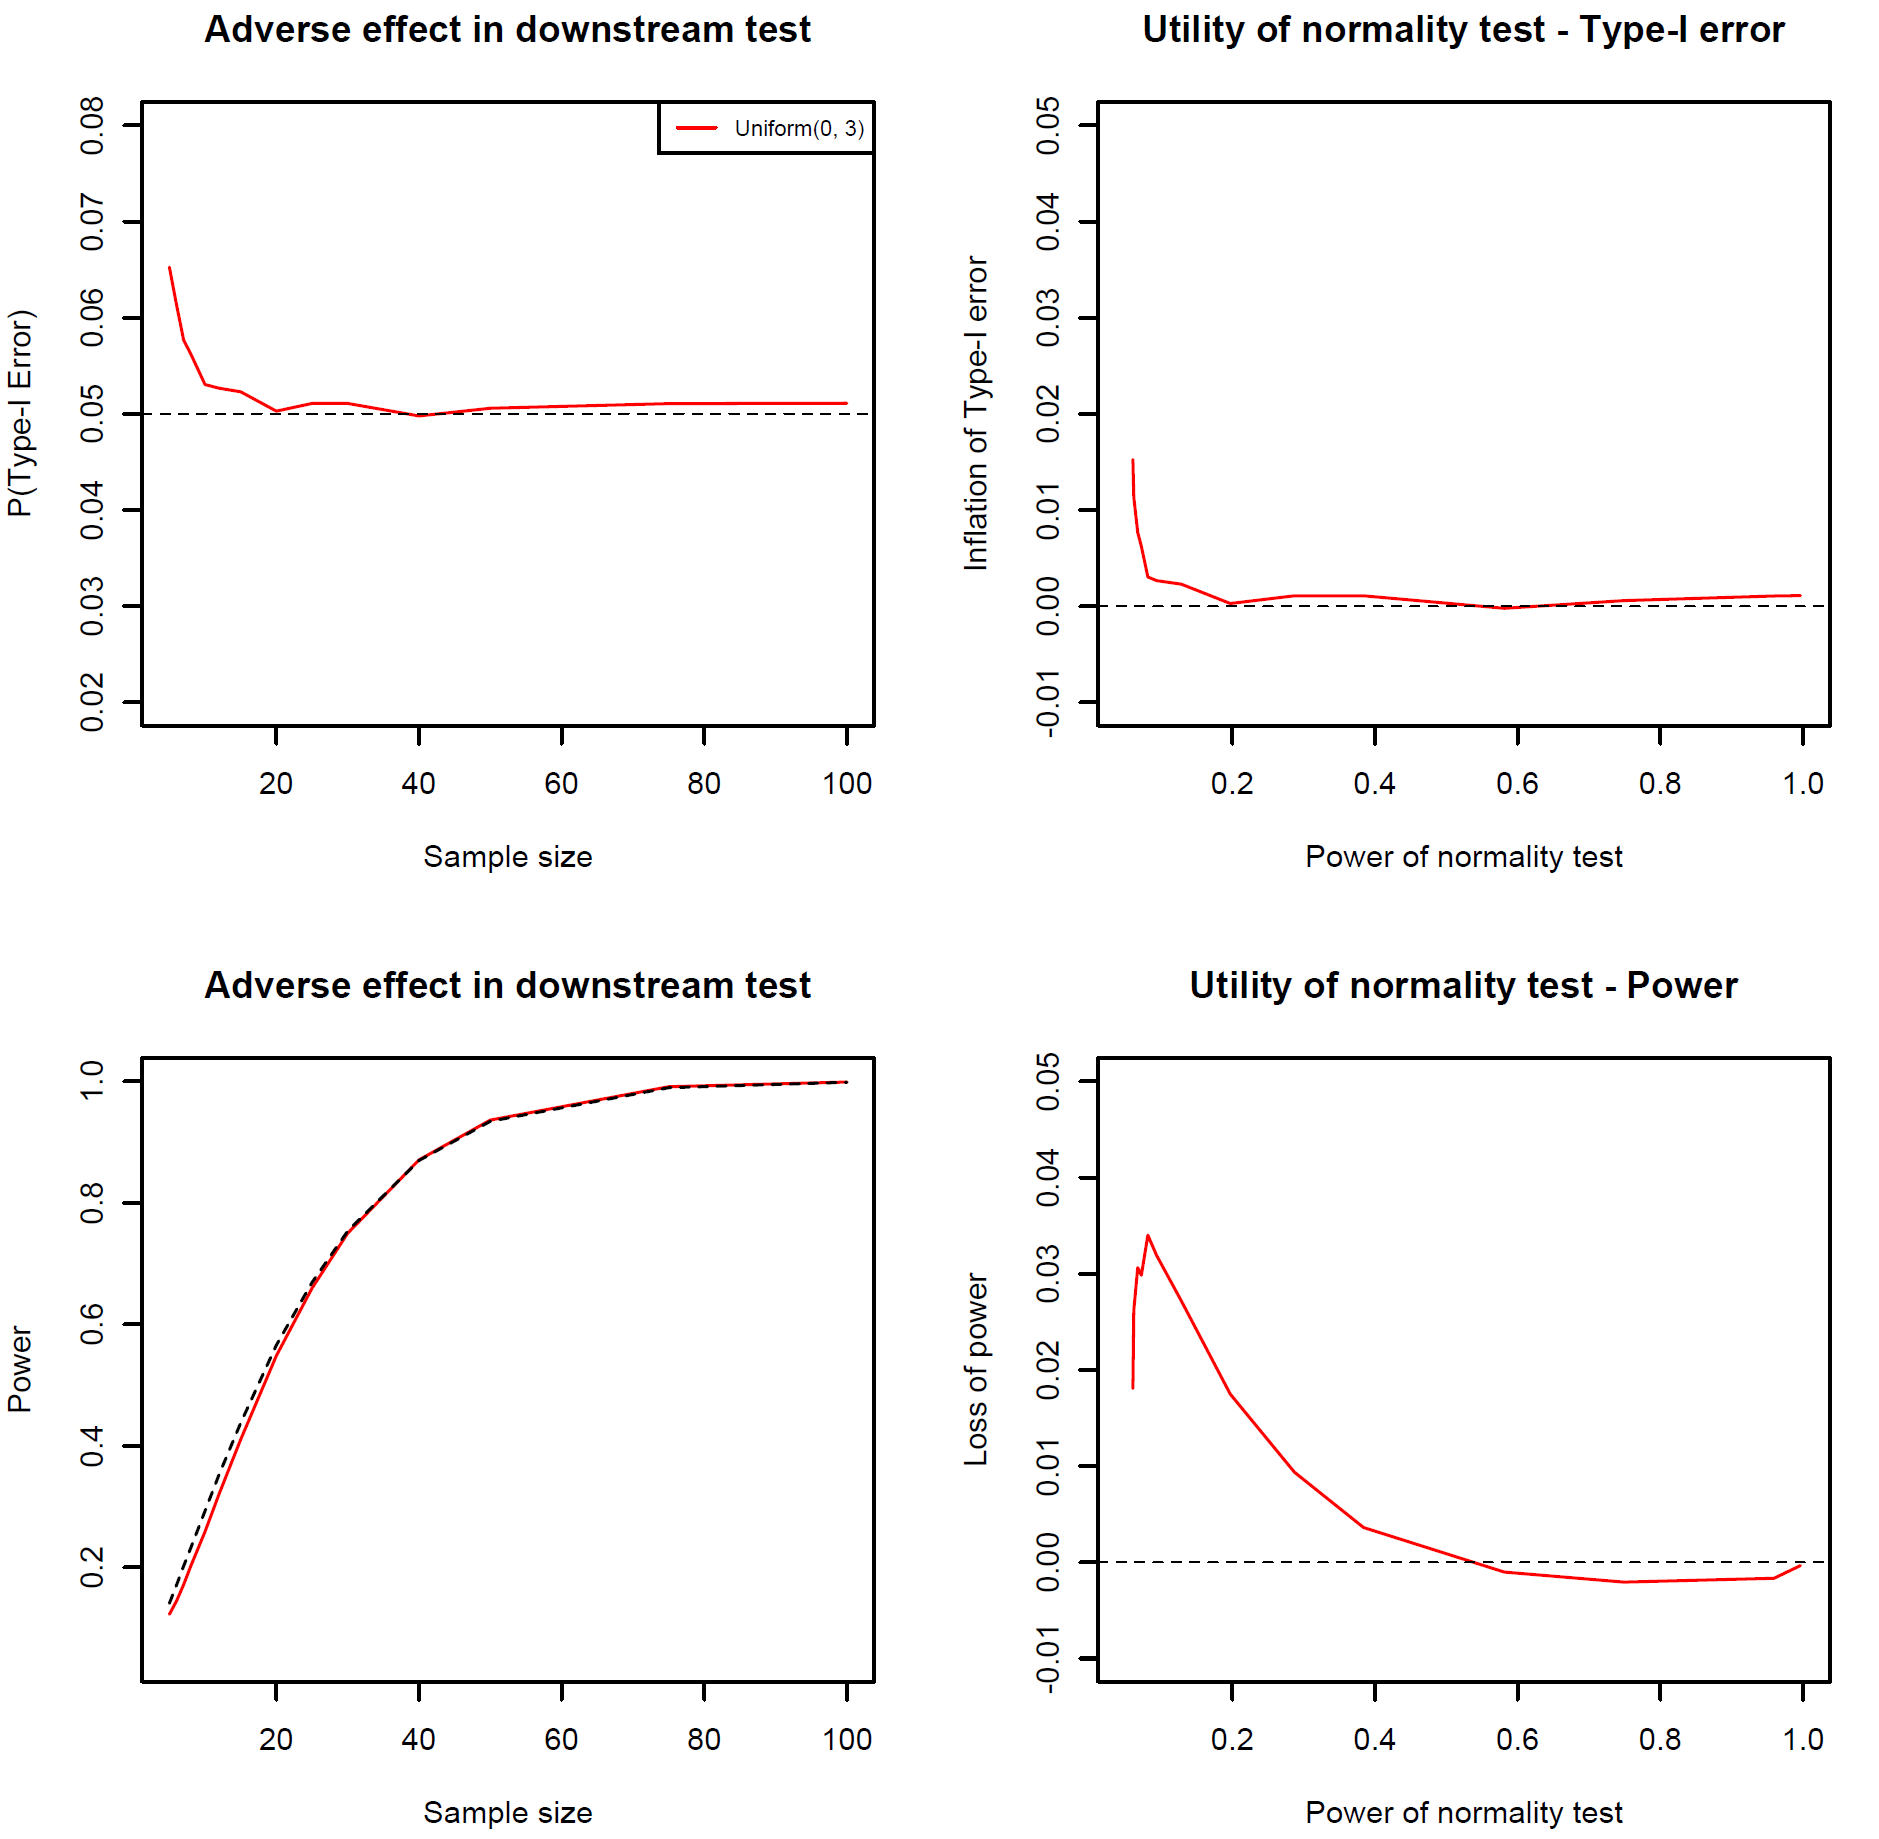 Adverse effect in downstream test
P(Type-I Error)
0.08
0.07
0.06
0.05
0.04
0.03
0.02
Uniform(0, 3)
20 40 60 80 100
Sample size
Utility of normality test - Type-I error
Inflation of Type-I error
0.05
0.04
0.03
0.02
0.01
0.00
-0.01
0.2 0.4 0.6 0.8 1.0
Power of normality test
Adverse effect in downstream test
Power
1.0
0.8
0.6
0.4
0.2
20 40 60 80 100
Sample size
Utility of normality test - Power
Loss of power
0.05
0.04
0.03
0.02
0.01
0.00
-0.01
0.2 0.4 0.6 0.8 1.0
Power of normality test